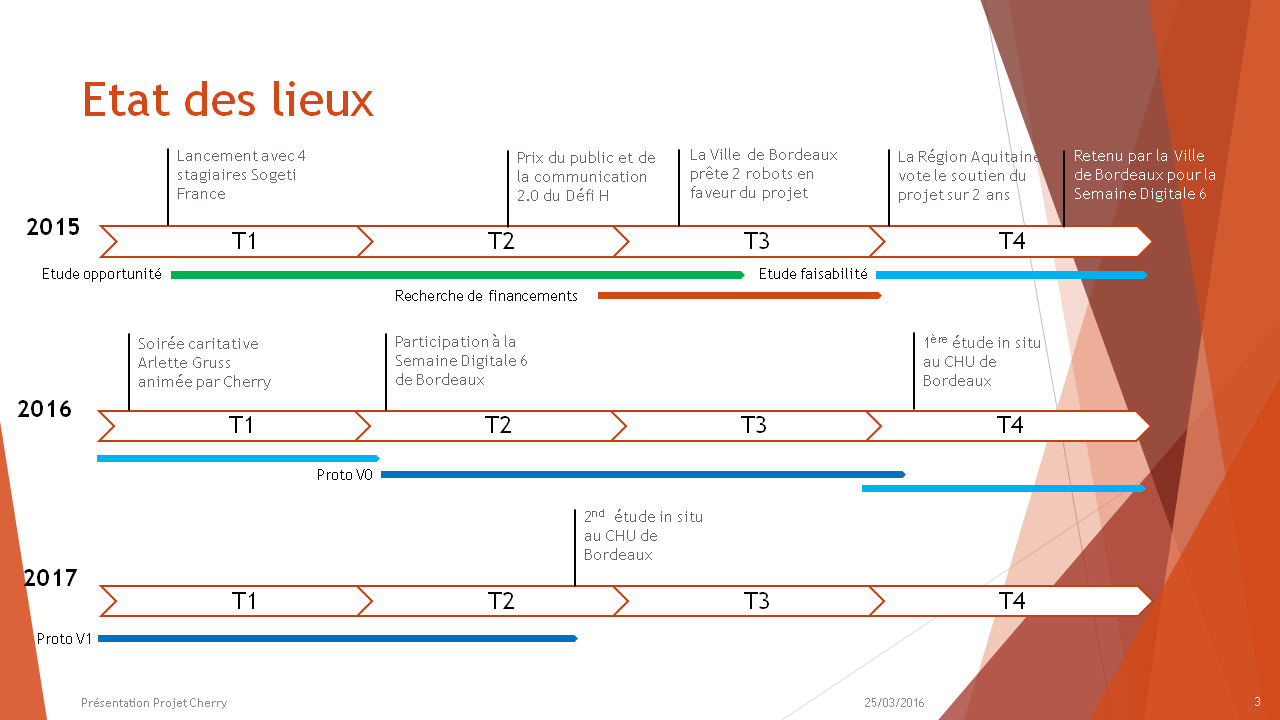 Etat des lieux
Lancement avec 4
stagiaires Sogeti
France
Prix du public et de
la communication
2.0 du Défi H
La Ville de Bordeaux
prête 2 robots en
faveur du projet
La Région Aquitaine
vote le soutien du
projet sur 2 ans
Retenu par la Ville
de Bordeaux pour la
Semaine Digitale 6
2015
T1
T2
T3
T4
Etude opportunité
Etude faisabilité
Recherche de financements
Soirée caritative
Arlette Gruss
animée par Cherry
Participation à la
Semaine Digitale 6
de Bordeaux
1ère étude in situ
au CHU de
Bordeaux
2016
T1
T2
T3
T4
Proto V0
2nd étude in situ
au CHU de
Bordeaux
2017
T1
T2
T3
T4
Proto V1
Présentation Projet Cherry
25/03/2016
3